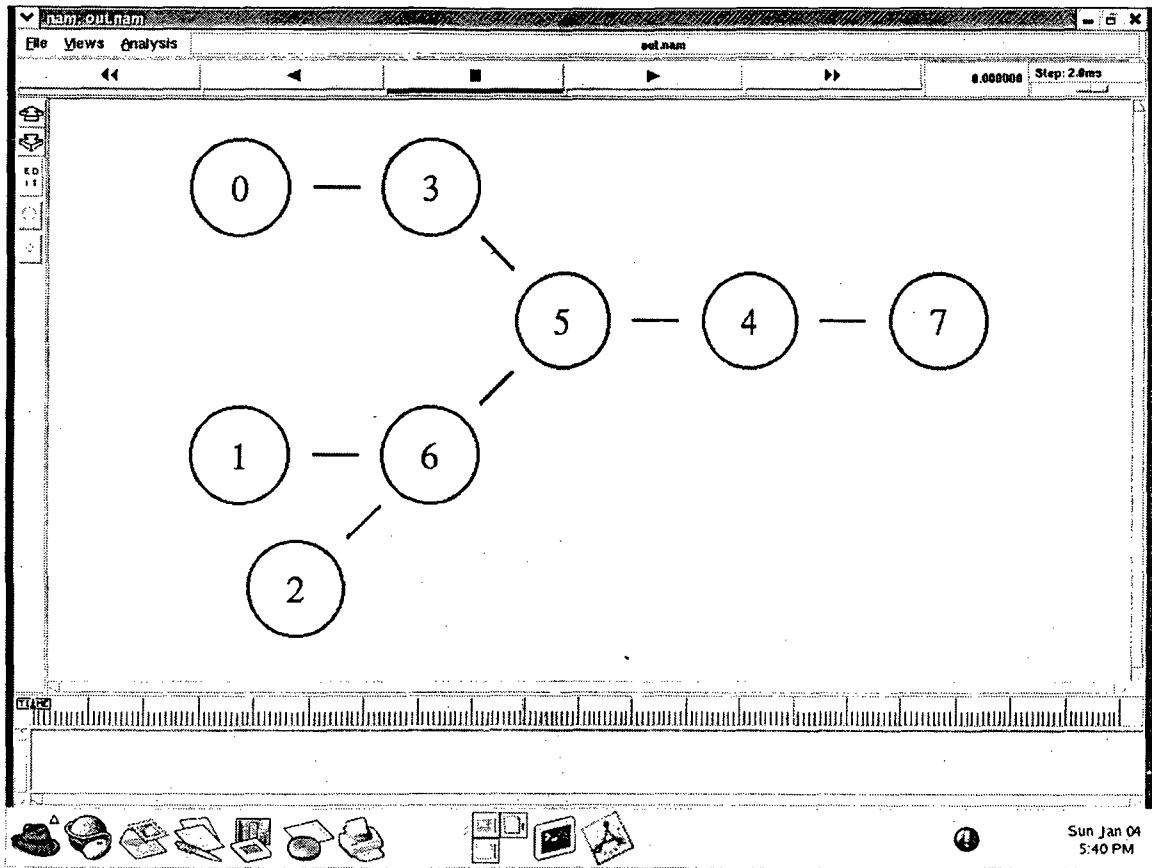 nam: out.nam
File Views Analysis out.nam
0.000000 Step: 2.0ms
0 3
5 4 7
1 6
2
TIME
Sun Jan 04
5:40 PM